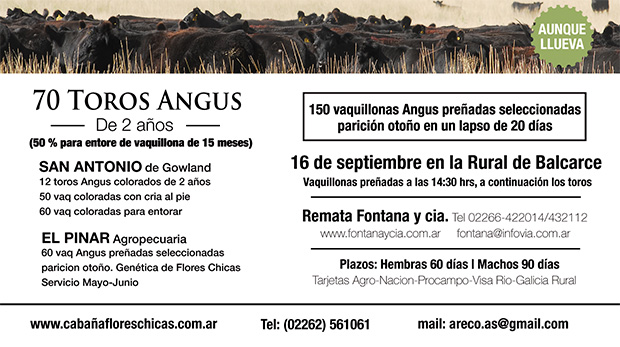 AUNQUE
LLUEVA
70 TOROS ANGUS
De 2 años
(50 % para entore de vaquillona de 15 meses)
SAN ANTONIO de Gowland
12 toros Angus colorados de 2 años
50 vaq coloradas con cria al pie
60 vaq coloradas para entorar
EL PINAR Agropecuaria
60 vaq Angus preñadas seleccionadas
paricion otoño. Genética de Flores Chicas
Servicio Mayo-Junio
150 vaquillonas Angus preñadas seleccionadas
parición otoño en un lapso de 20 días
16 de septiembre en la Rural de Balcarce
Vaquillonas preñadas a las 14:30 hrs, a continuación los toros
Remata Fontana y cia. Tel 02266-422014/432112
www.fontanaycia.com.ar fontana@infovia.com.ar
Plazos: Hembras 60 días | Machos 90 días
Tarjetas Agro-Nacion-Procampo-Visa Rio-Galicia Rural
www.cabañafloreschicas.com.ar Tel: (02262) 561061 mail: areco.as@gmail.com